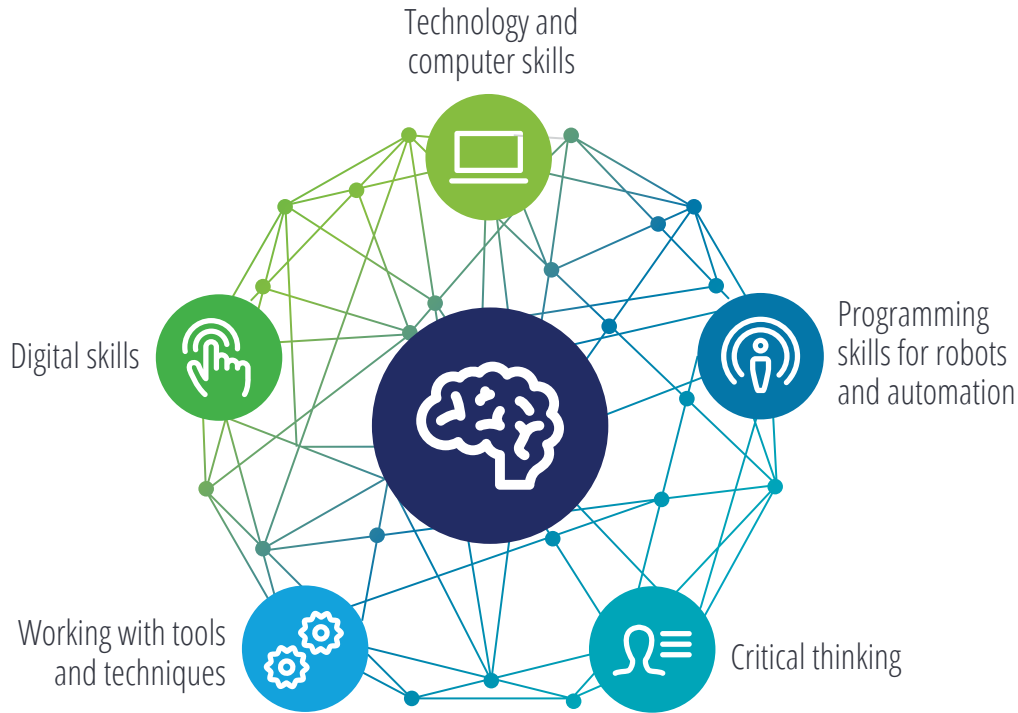 Technology and
computer skills
Programming
skills for robots
and automation
Digital skills
Working with tools
and techniques
Critical thinking